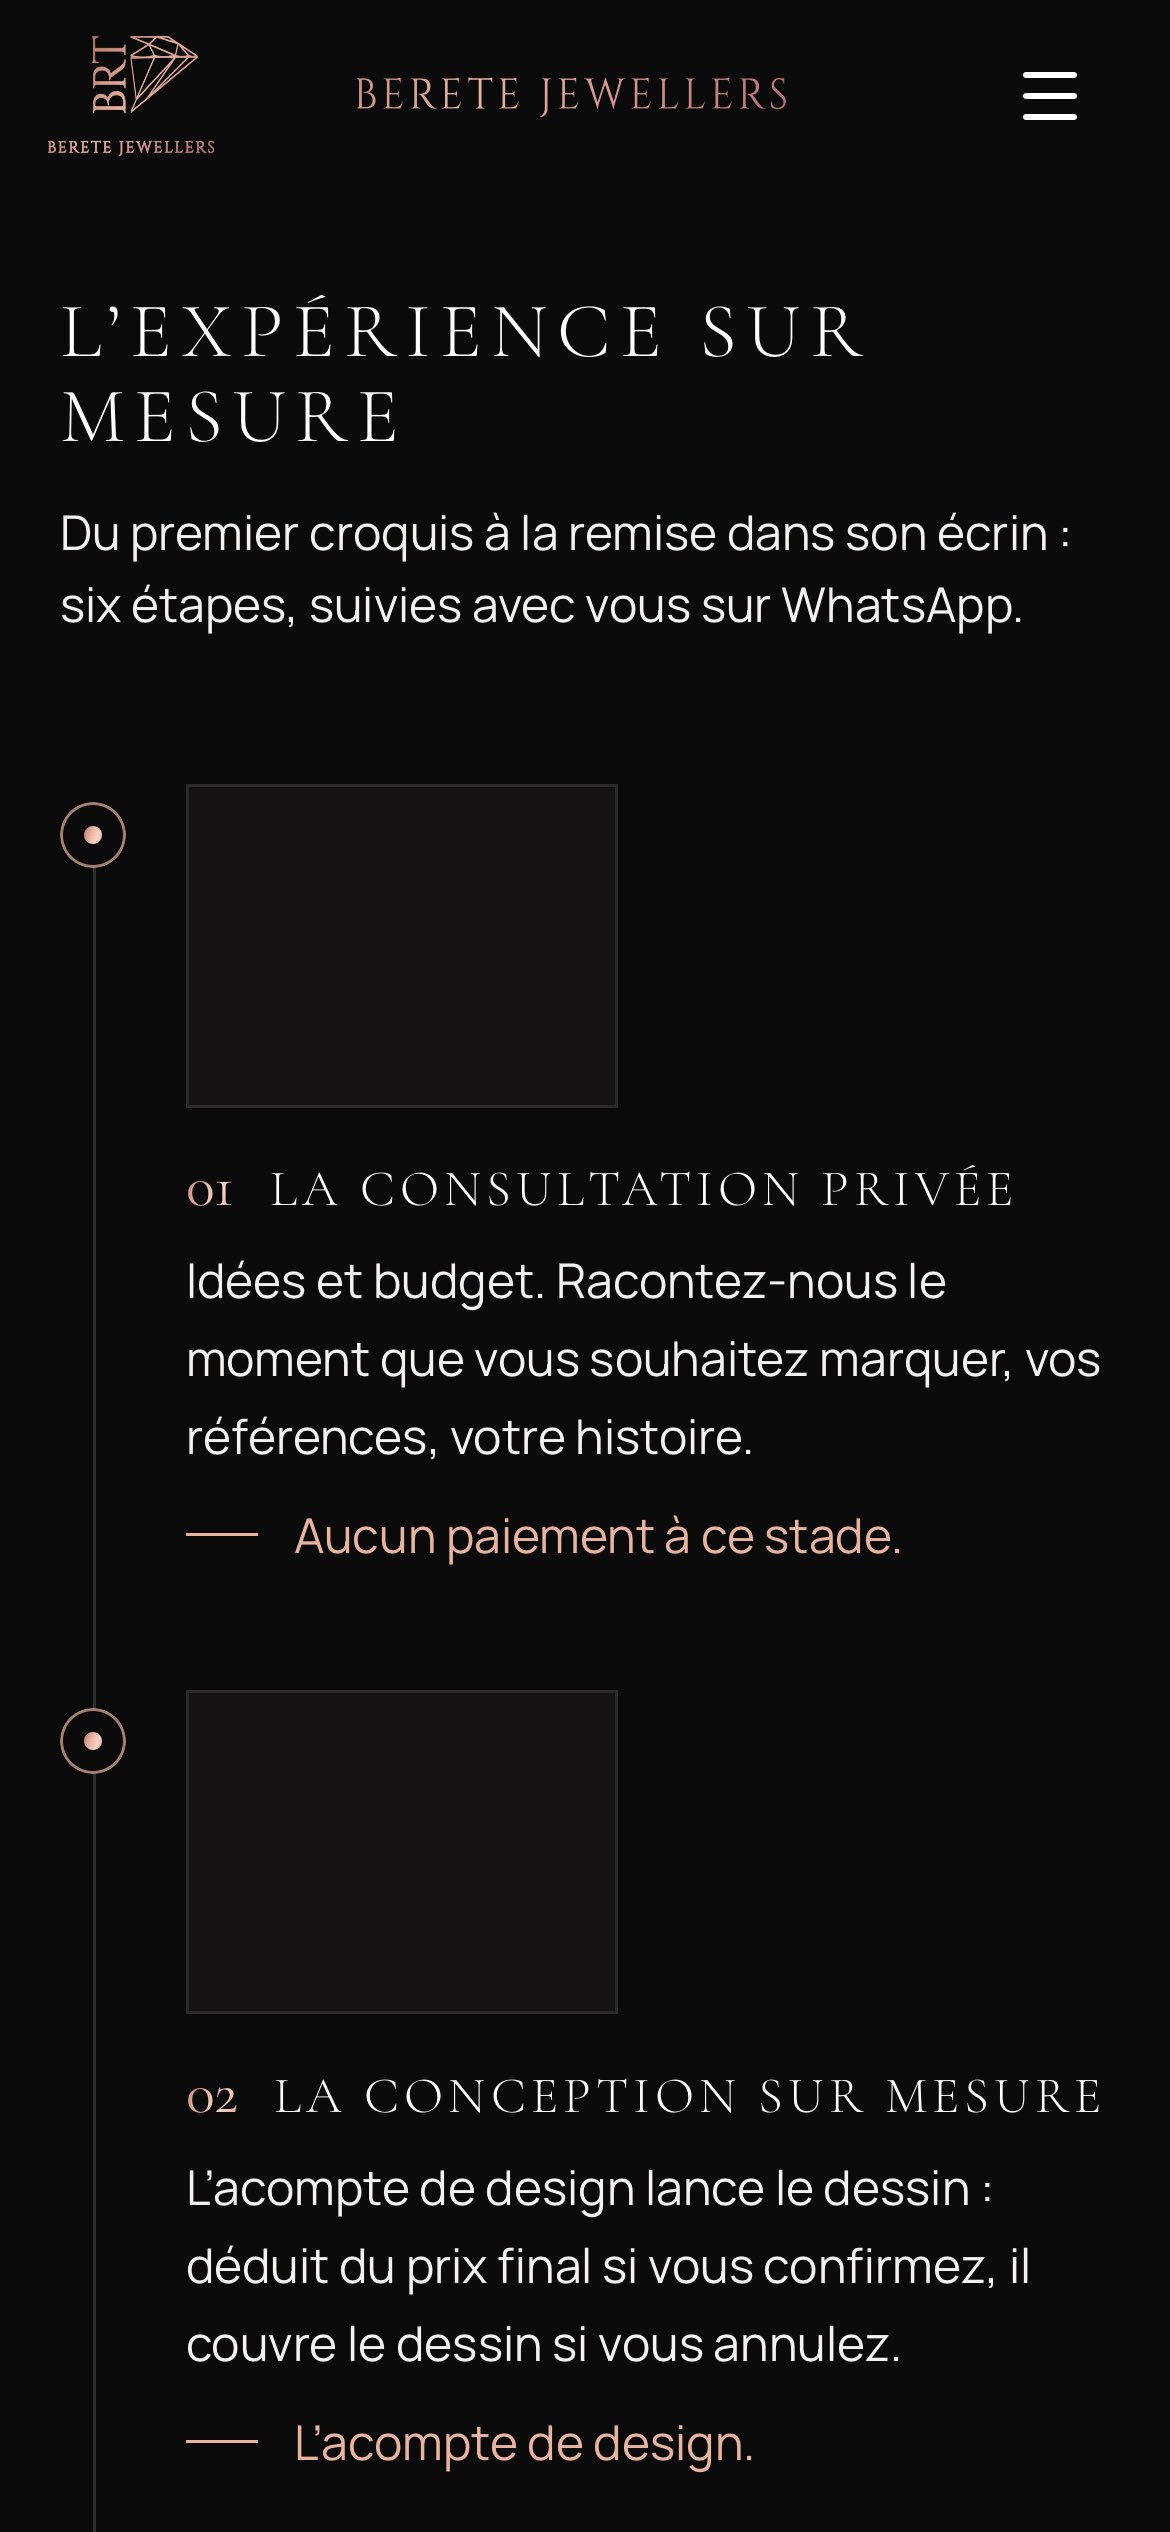 BRT
BERETE JEWELLERS
BERETE JEWELLERS
L’EXPÉRIENCE SUR
MESURE
Du premier croquis à la remise dans son écrin :
six étapes, suivies avec vous sur WhatsApp.
01 LA CONSULTATION PRIVÉE
Idées et budget. Racontez-nous le
moment que vous souhaitez marquer, vos
références, votre histoire.
— Aucun paiement à ce stade.
02 LA CONCEPTION SUR MESURE
L’acompte de design lance le dessin :
déduit du prix final si vous confirmez, il
couvre le dessin si vous annulez.
— L’acompte de design.